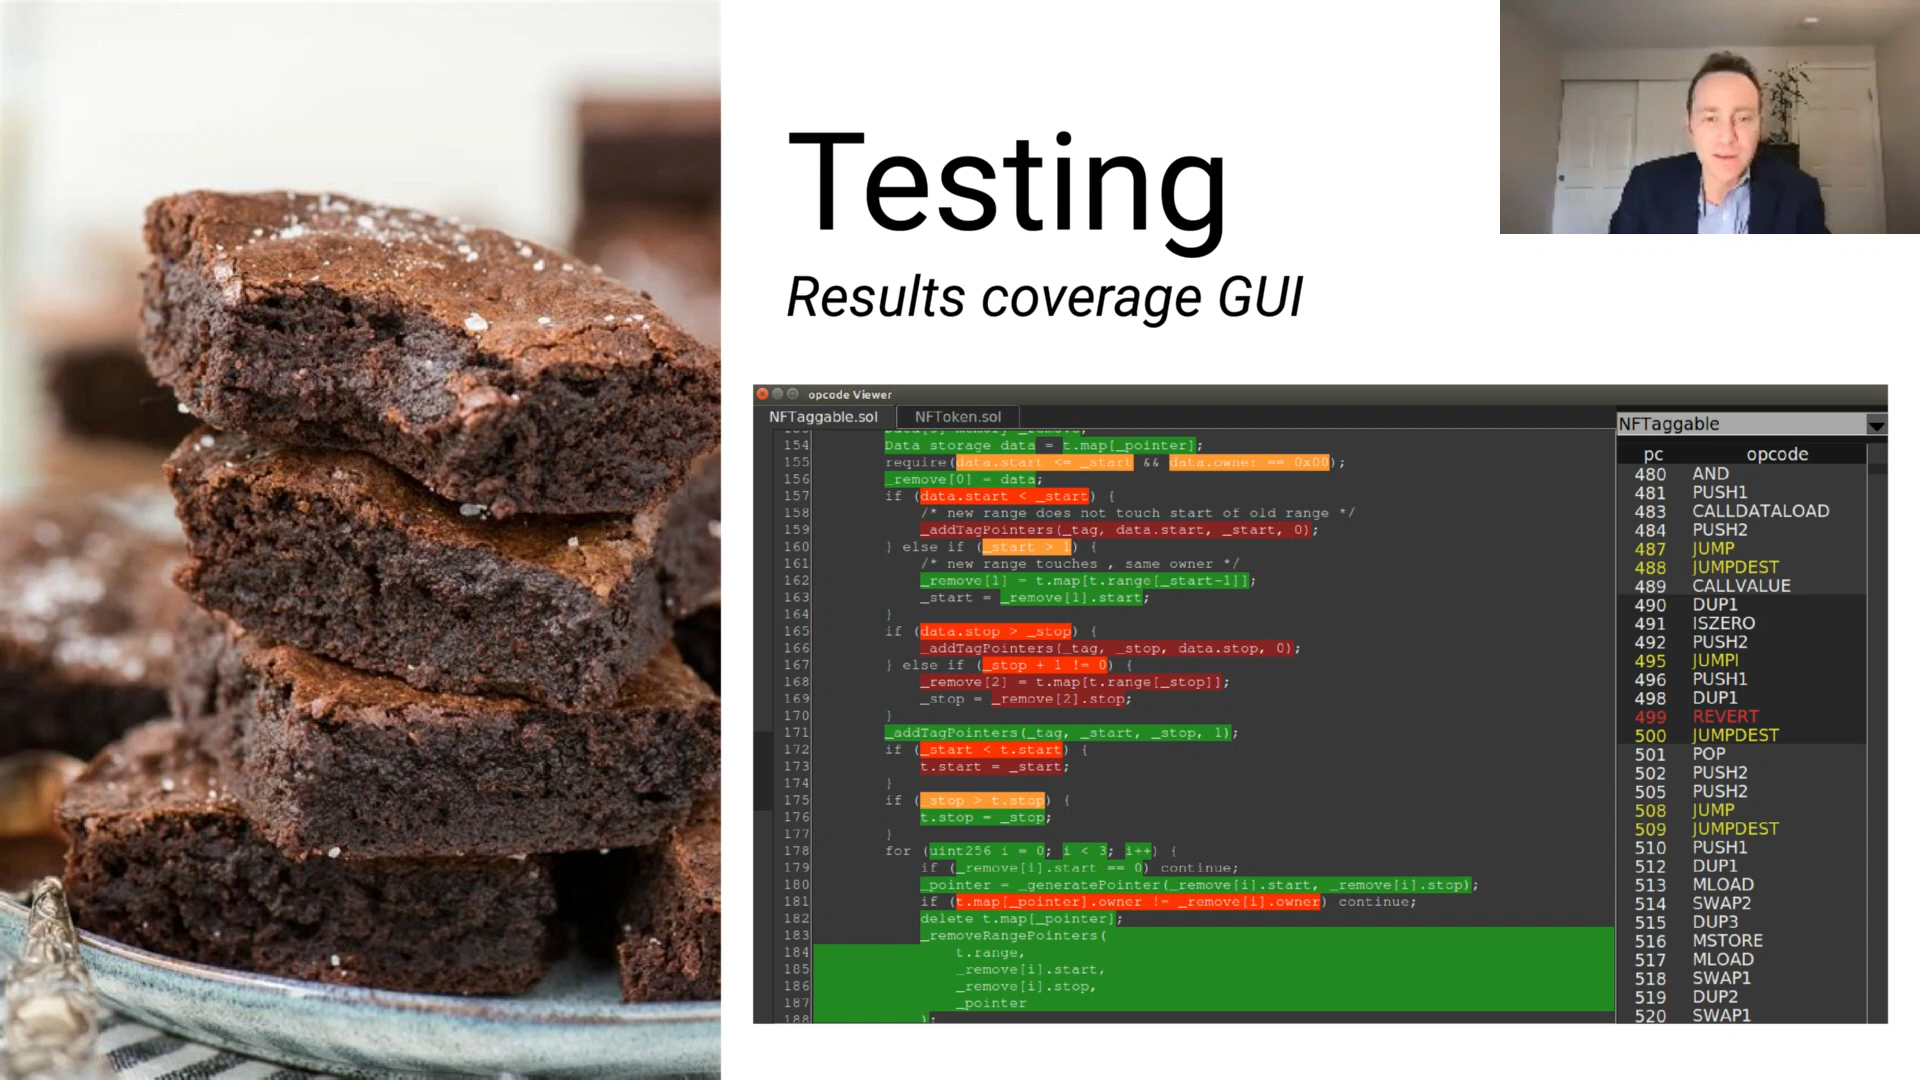 Testing
Results coverage GUI
opcode Viewer
NFTaggable.sol NFToken.sol
154 Data storage data = t.map[_pointer];
155 require(data.start <= _start && data.owner == 0x00);
156 _remove[0] = data;
157 if (data.start < _start) {
158 /* new range does not touch start of old range */
159 _addTagPointers(_tag, data.start, _start, 0);
160 } else if (_start > 1) {
161 /* new range touches , same owner */
162 _remove[1] = t.map[t.range[_start-1]];
163 _start = _remove[1].start;
164 }
165 if (data.stop > _stop) {
166 _addTagPointers(_tag, _stop, data.stop, 0);
167 } else if (_stop + 1 != 0) {
168 _remove[2] = t.map[t.range[_stop]];
169 _stop = _remove[2].stop;
170 }
171 _addTagPointers(_tag, _start, _stop, 1);
172 if (_start < t.start) {
173 t.start = _start;
174 }
175 if (_stop > t.stop) {
176 t.stop = _stop;
177 }
178 for (uint256 i = 0; i < 3; i++) {
179 if (_remove[i].start == 0) continue;
180 _pointer = _generatePointer(_remove[i].start, _remove[i].stop);
181 if (t.map[_pointer].owner != _remove[i].owner) continue;
182 delete t.map[_pointer];
183 _removeRangePointers(
184 t.range,
185 _remove[i].start,
186 _remove[i].stop,
187 _pointer
188 );
NFTaggable
pc opcode
480 AND
481 PUSH1
483 CALLDATALOAD
484 PUSH2
487 JUMP
488 JUMPDEST
489 CALLVALUE
490 DUP1
491 ISZERO
492 PUSH2
495 JUMPI
496 PUSH1
498 DUP1
499 REVERT
500 JUMPDEST
501 POP
502 PUSH2
505 PUSH2
508 JUMP
509 JUMPDEST
510 PUSH1
512 DUP1
513 MLOAD
514 SWAP2
515 DUP3
516 MSTORE
517 MLOAD
518 SWAP1
519 DUP2
520 SWAP1